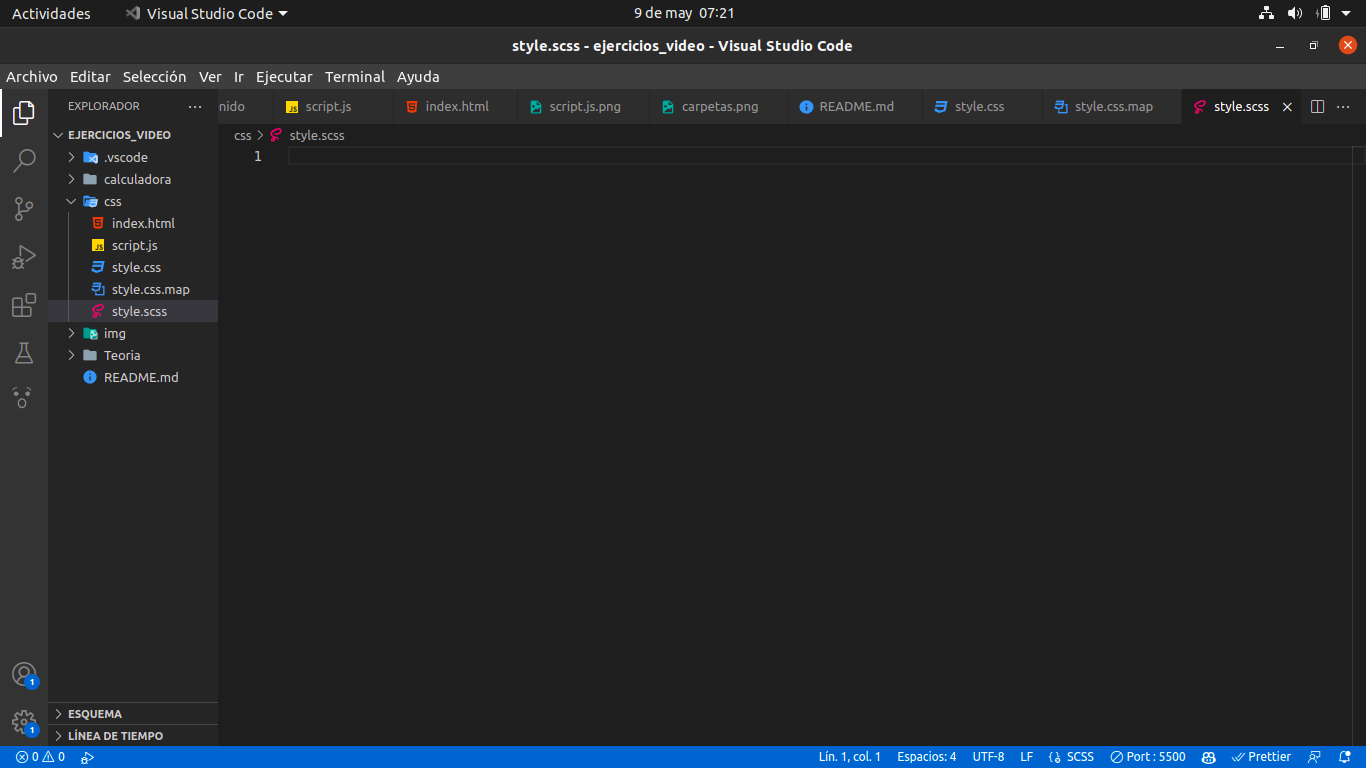 Actividades Visual Studio Code 9 de may 07:21
style.scss - ejercicios_video - Visual Studio Code
Archivo Editar Selección Ver Ir Ejecutar Terminal Ayuda
EXPLORADOR ···
nido script.js index.html script.js.png carpetas.png README.md style.css style.css.map style.scss
css > style.scss
1
EJERCICIOS_VIDEO
.vscode
calculadora
css
index.html
script.js
style.css
style.css.map
style.scss
img
Teoria
README.md
1
1
ESQUEMA
LÍNEA DE TIEMPO
0 0 Lín. 1, col. 1 Espacios: 4 UTF-8 LF SCSS Port : 5500 Prettier